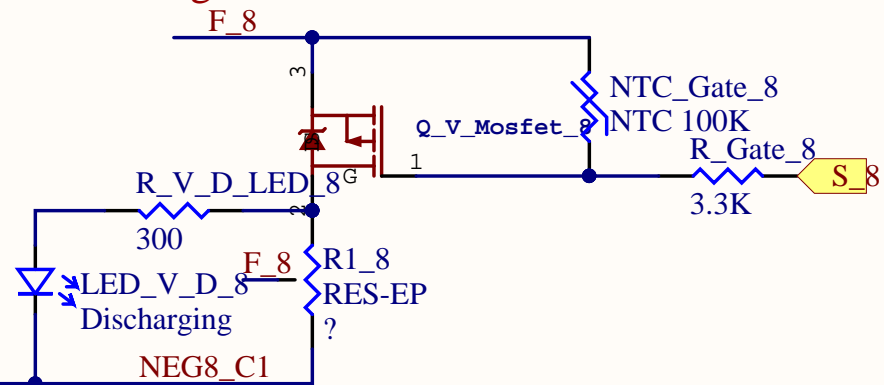 F_8
3
NTC_Gate_8
Q_V_Mosfet_8
NTC 100K
R_Gate_8
1
G
S_8
R_V_D_LED_8
3.3K
2
300
F_8
R1_8
LED_V_D_8
RES-EP
Discharging
?
NEG8_C1